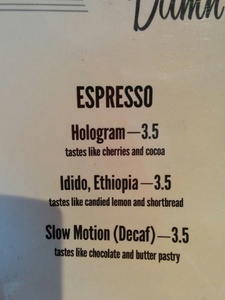 Damn
ESPRESSO
Hologram—3.5
tastes like cherries and cocoa
Idido, Ethiopia—3.5
tastes like candied lemon and shortbread
Slow Motion (Decaf)—3.5
tastes like chocolate and butter pastry